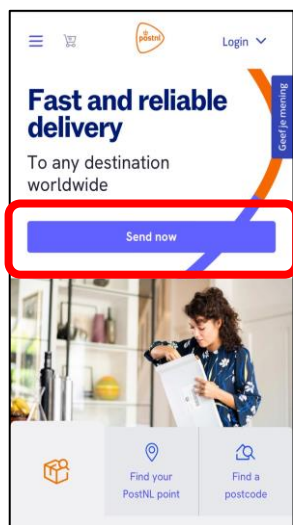 postnl
Login
Geef je mening
Fast and reliable
delivery
To any destination
worldwide
Send now
Find your
PostNL point
Find a
postcode